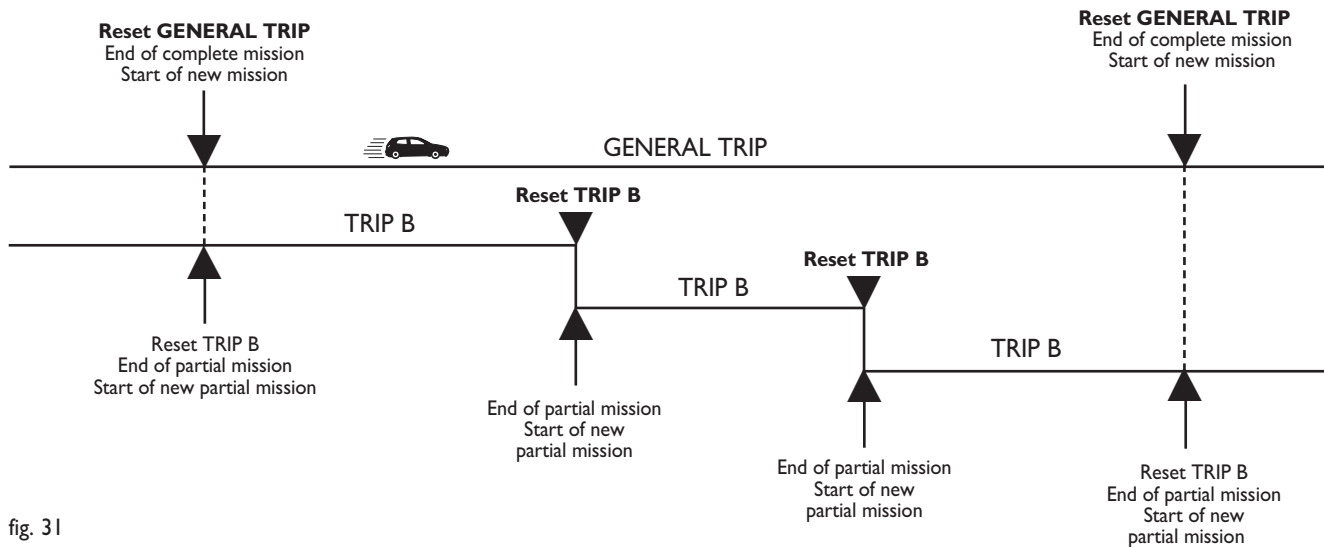 Reset GENERAL TRIP
End of complete mission
Start of new mission
Reset GENERAL TRIP
End of complete mission
Start of new mission
GENERAL TRIP
Reset TRIP B
TRIP B
Reset TRIP B
TRIP B
TRIP B
Reset TRIP B
End of partial mission
Start of new partial mission
End of partial mission
Start of new
partial mission
End of partial mission
Start of new
partial mission
Reset TRIP B
End of partial mission
Start of new
partial mission
fig. 31